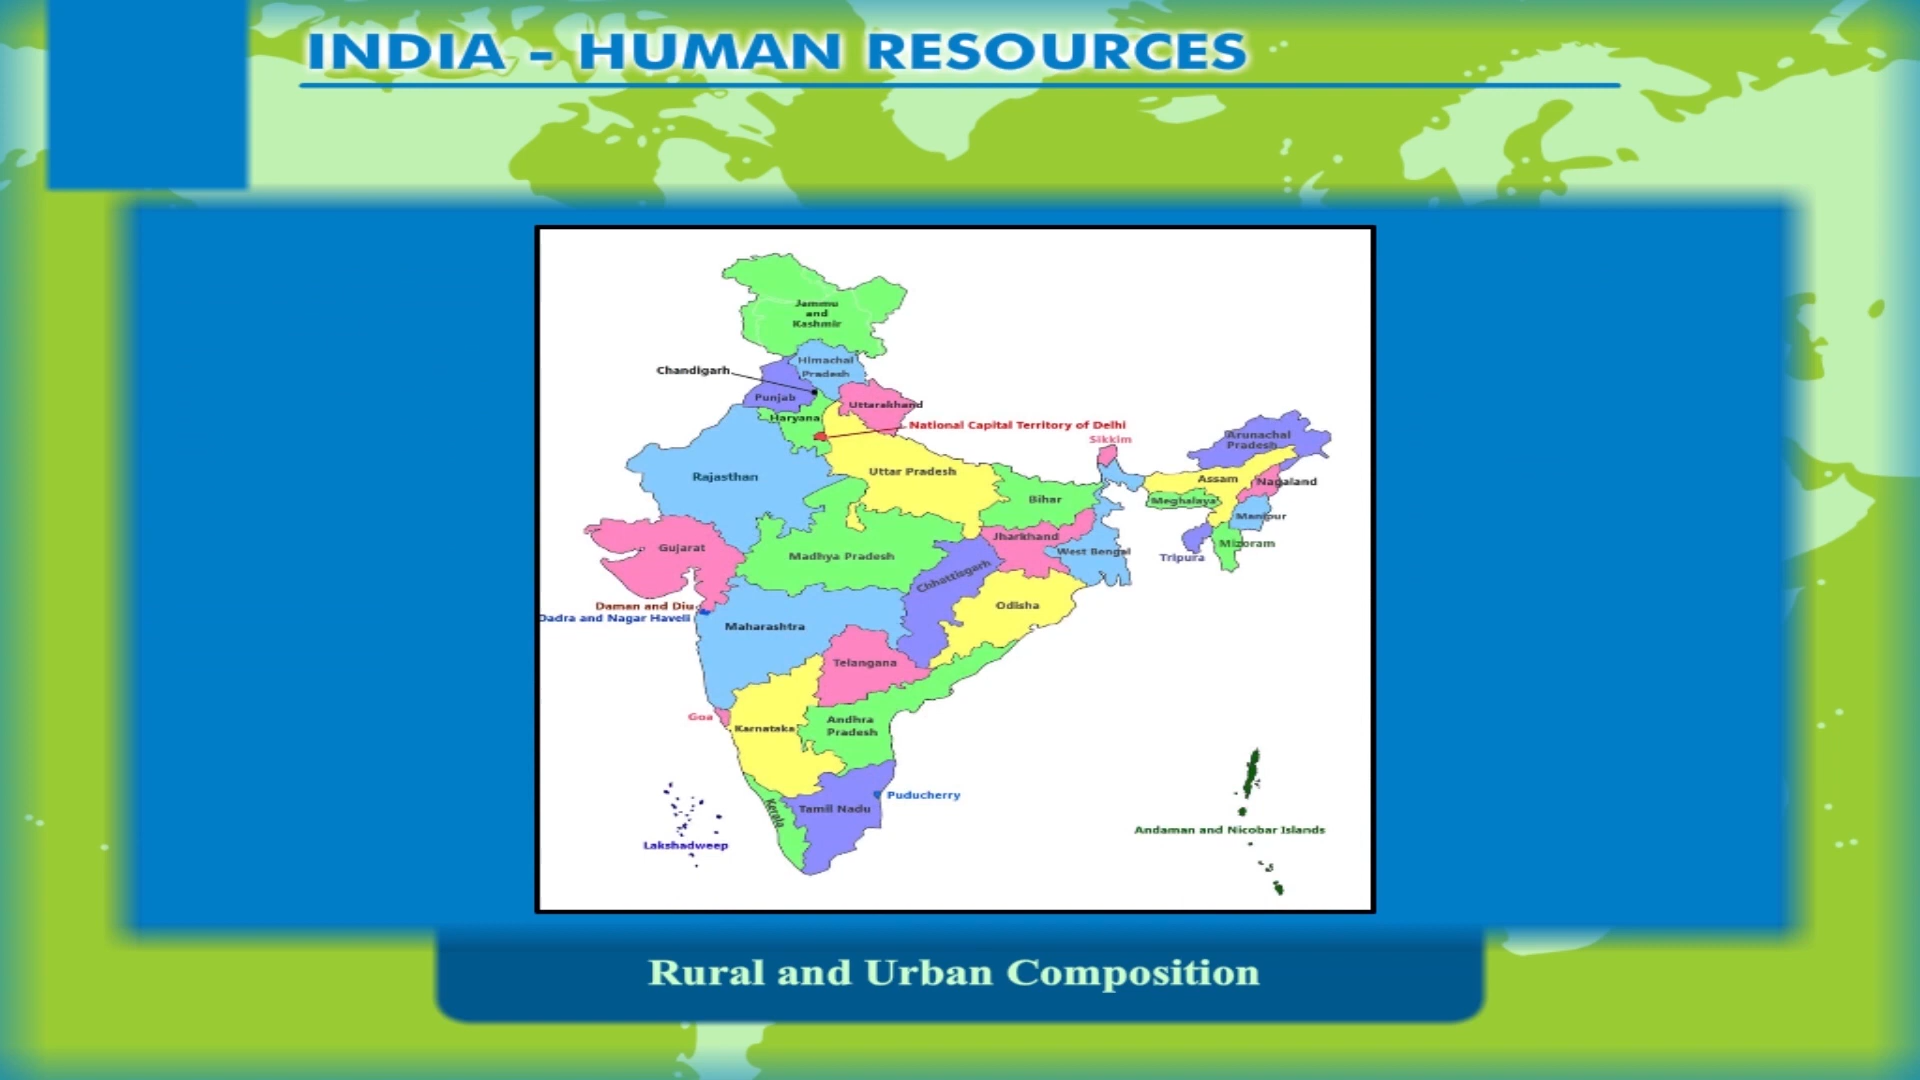 INDIA - HUMAN RESOURCES
Jammu
and
Kashmir
Himachal
Pradesh
Chandigarh
Punjab
Uttarakhand
Haryana
National Capital Territory of Delhi
Sikkim
Arunachal
Pradesh
Uttar Pradesh
Rajasthan
Assam
Nagaland
Bihar
Meghalaya
Manipur
Jharkhand
Mizoram
Gujarat
Madhya Pradesh
West Bengal
Tripura
Chhattisgarh
Daman and Diu
Odisha
Dadra and Nagar Haveli
Maharashtra
Telangana
Goa
Andhra
Pradesh
Karnataka
Puducherry
Kerala
Tamil Nadu
Andaman and Nicobar Islands
Lakshadweep
Rural and Urban Composition